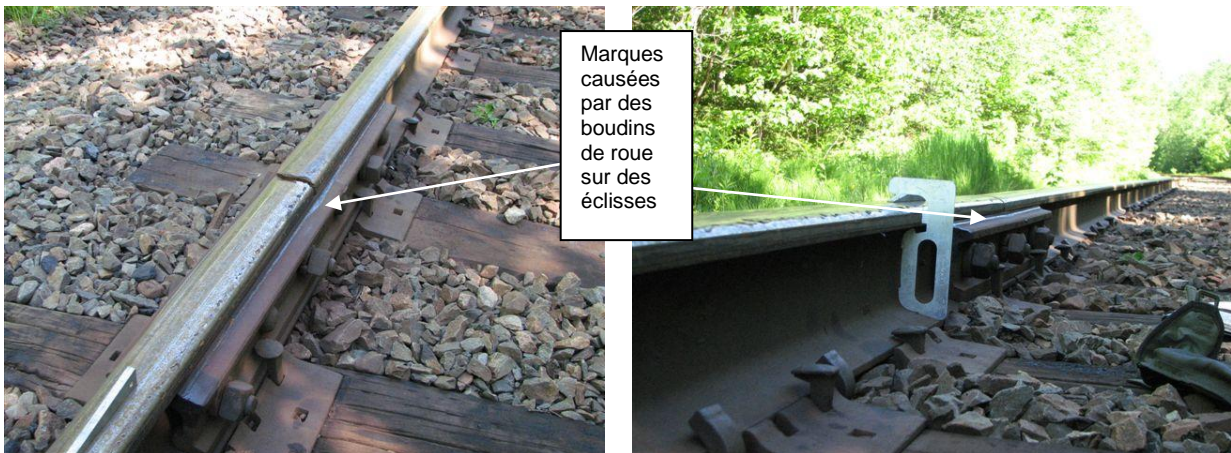 Marques
causées
par des
boudins
de roue
sur des
éclisses